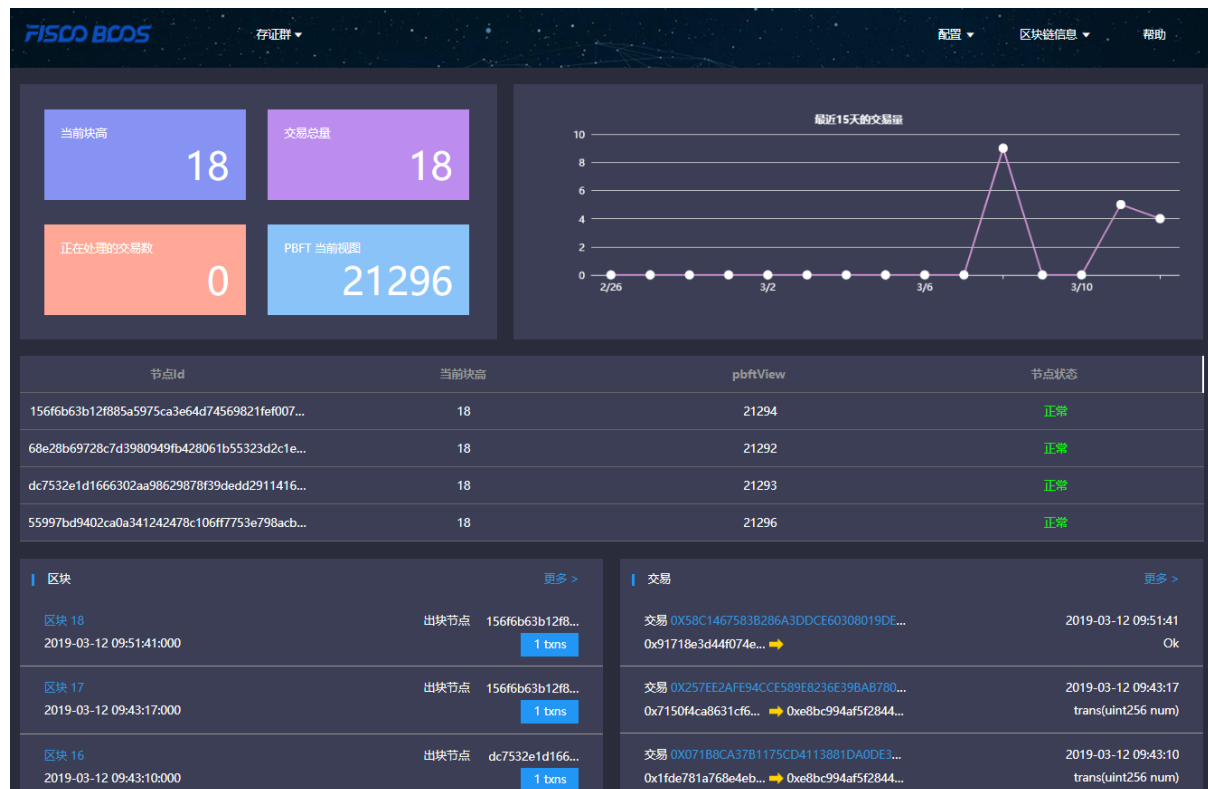 FISCO BCOS 存证群 配置 区块链信息 帮助
当前块高
18
交易总量
18
正在处理的交易数
0
PBFT 当前视图
21296
最近15天的交易量
10
8
6
4
2
0
2/26 3/2 3/6 3/10
节点Id 当前块高 pbftView 节点状态
156f6b63b12f885a5975ca3e64d74569821fef007... 18 21294 正常
68e28b69728c7d3980949fb428061b55323d2c1e... 18 21292 正常
dc7532e1d1666302aa98629878f39dedd2911416... 18 21293 正常
55997bd9402ca0a341242478c106ff7753e798acb... 18 21296 正常
区块 更多 >
区块 18 出块节点 156f6b63b12f8...
2019-03-12 09:51:41:000 1 txns
区块 17 出块节点 156f6b63b12f8...
2019-03-12 09:43:17:000 1 txns
区块 16 出块节点 dc7532e1d166...
2019-03-12 09:43:10:000 1 txns
交易 更多 >
交易 0X58C1467583B286A3DDCE60308019DE... 2019-03-12 09:51:41
0x91718e3d44f074e... Ok
交易 0X257EE2AFE94CCE589E8236E39BAB780... 2019-03-12 09:43:17
0x7150f4ca8631cf6... 0xe8bc994af5f2844... trans(uint256 num)
交易 0X071B8CA37B1175CD4113881DA0DE3... 2019-03-12 09:43:10
0x1fde781a768e4eb... 0xe8bc994af5f2844... trans(uint256 num)